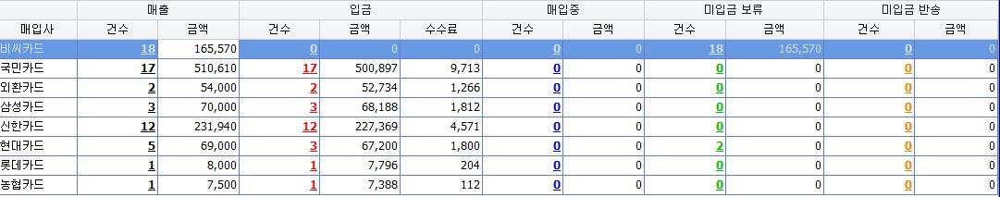 매출 입금 매입중 미입금 보류 미입금 반송
매입사 건수 금액 건수 금액 수수료 건수 금액 건수 금액 건수 금액
비씨카드 18 165,570 0 0 0 0 0 18 165,570 0 0
국민카드 17 510,610 17 500,897 9,713 0 0 0 0 0 0
외환카드 2 54,000 2 52,734 1,266 0 0 0 0 0 0
삼성카드 3 70,000 3 68,188 1,812 0 0 0 0 0 0
신한카드 12 231,940 12 227,369 4,571 0 0 0 0 0 0
현대카드 5 69,000 3 67,200 1,800 0 0 2 0 0 0
롯데카드 1 8,000 1 7,796 204 0 0 0 0 0 0
농협카드 1 7,500 1 7,388 112 0 0 0 0 0 0